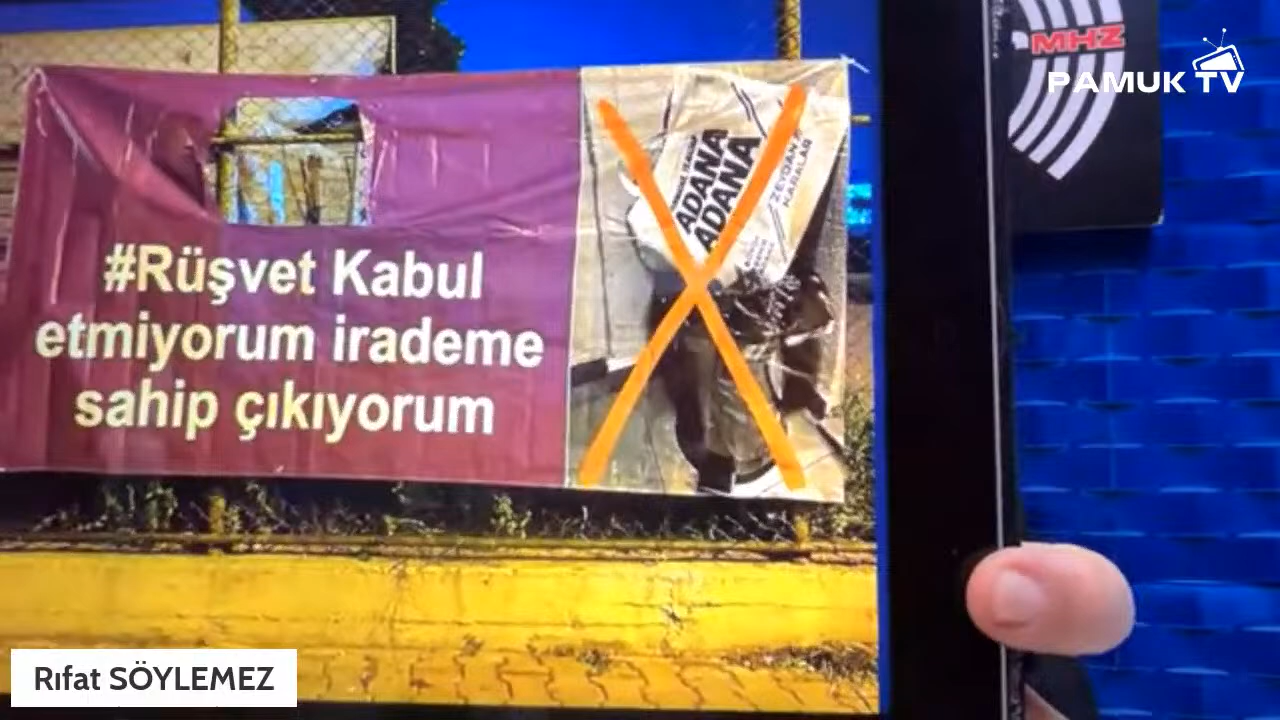 MHZ
PAMUK TV
ADANA
ADANA
ZEYDAN
KARALAR
#Rüşvet Kabul
etmiyorum irademe
sahip çıkıyorum
Rıfat SÖYLEMEZ